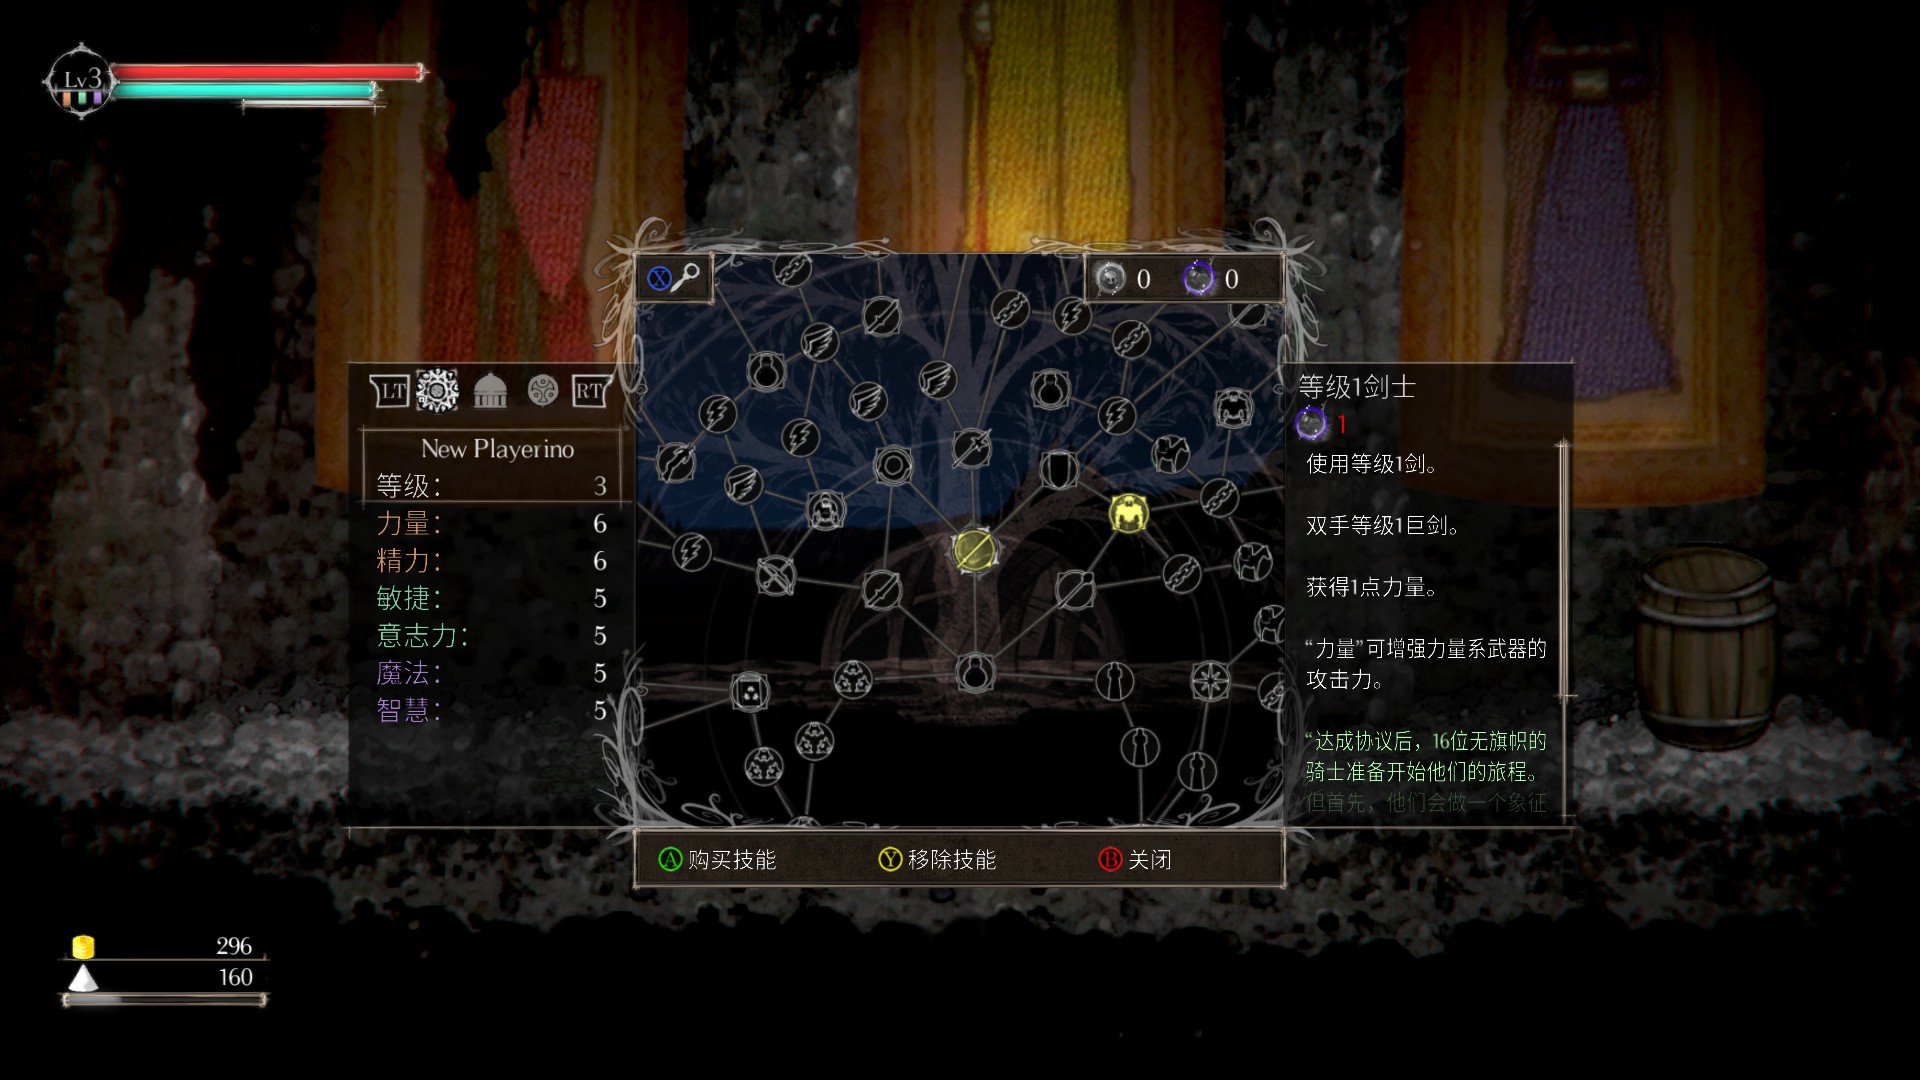 Lv3
X
0
0
LT
RT
New Playerino
等级： 3
力量： 6
精力： 6
敏捷： 5
意志力： 5
魔法： 5
智慧： 5
等级1剑士
1
使用等级1剑。
双手等级1巨剑。
获得1点力量。
“力量”可增强力量系武器的
攻击力。
“达成协议后，16位无旗帜的
骑士准备开始他们的旅程。
但首先，他们会做一个象征
A 购买技能
Y 移除技能
B 关闭
296
160